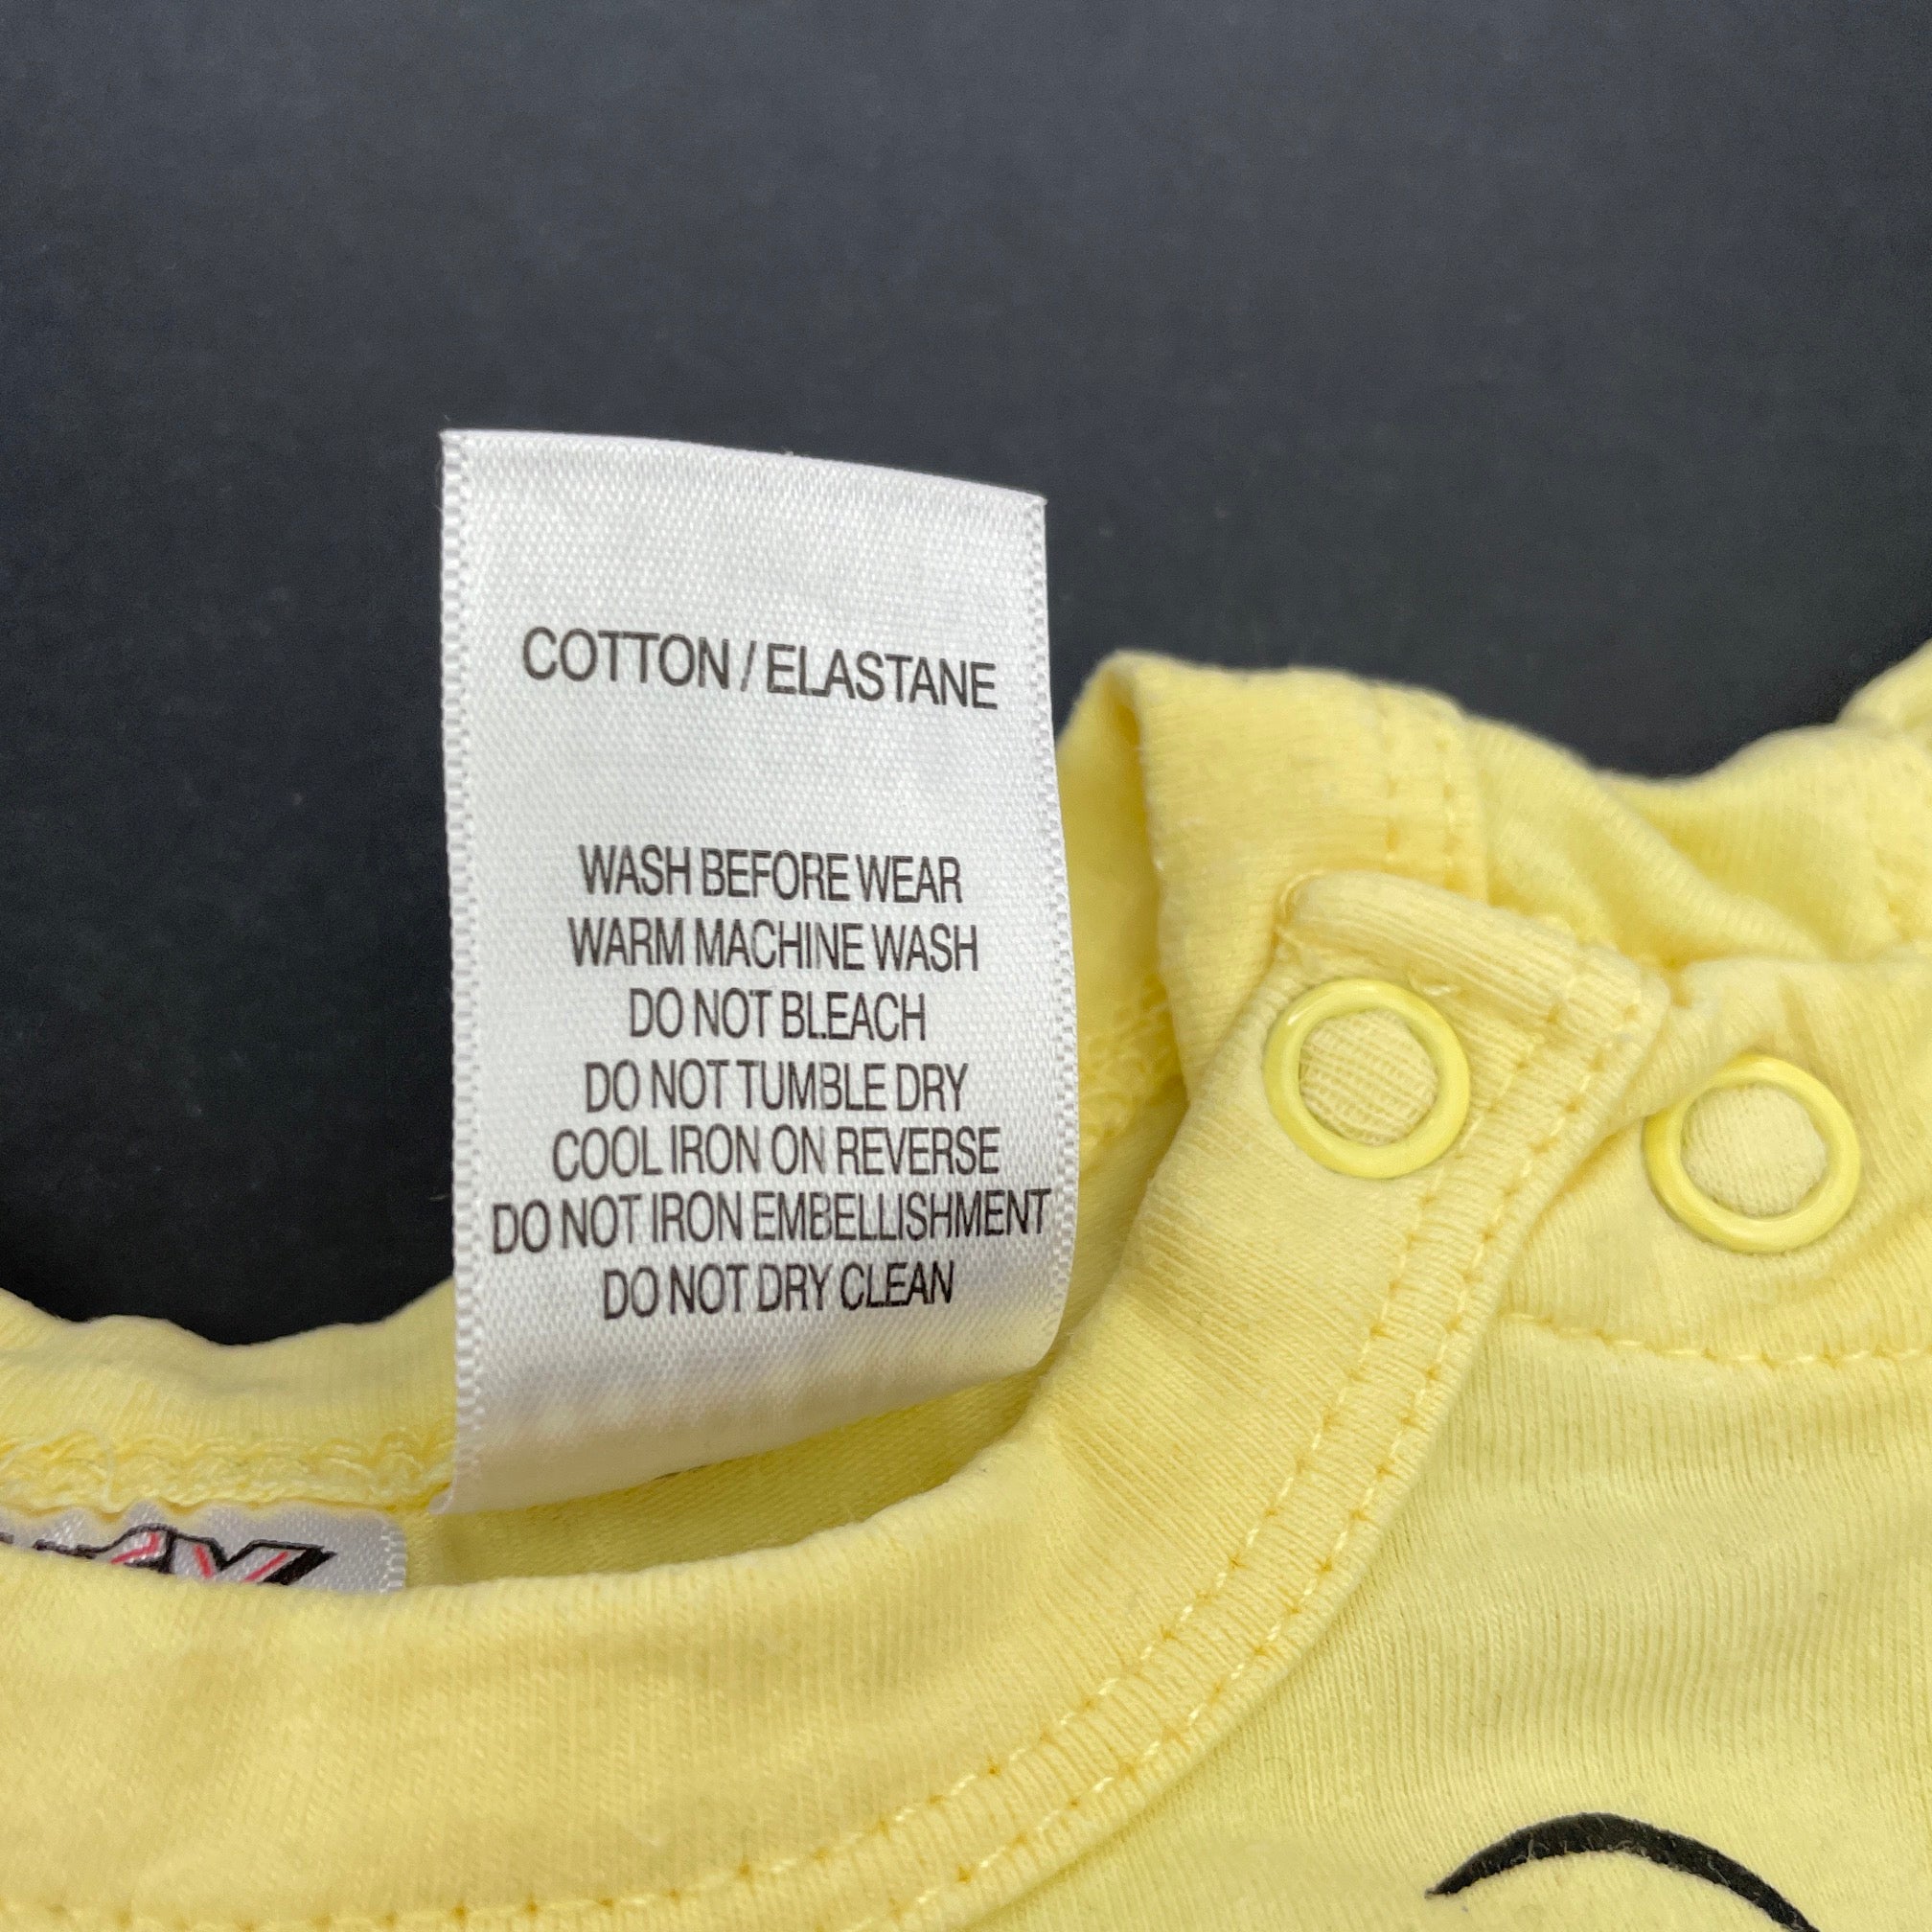 COTTON / ELASTANE
WASH BEFORE WEAR
WARM MACHINE WASH
DO NOT BLEACH
DO NOT TUMBLE DRY
COOL IRON ON REVERSE
DO NOT IRON EMBELLISHMENT
DO NOT DRY CLEAN